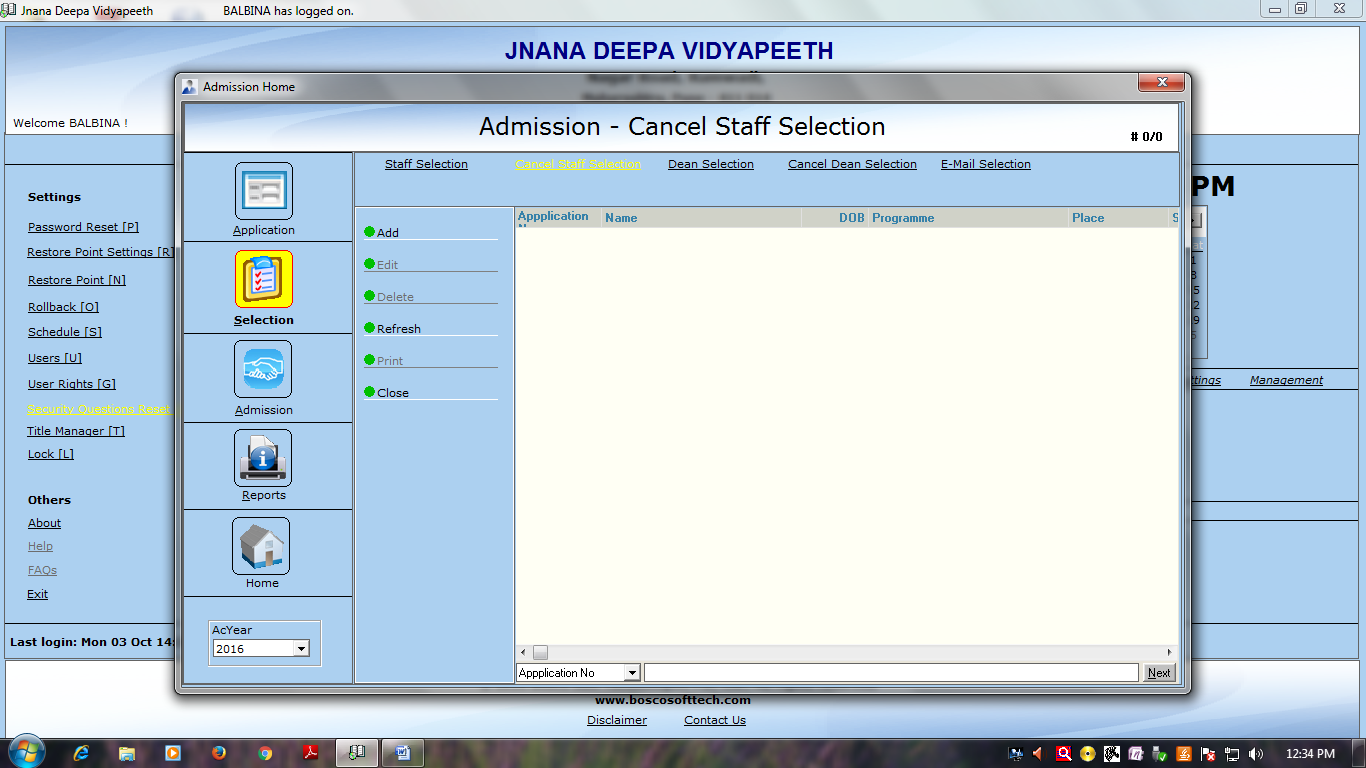 Jnana Deepa Vidyapeeth BALBINA has logged on.
JNANA DEEPA VIDYAPEETH
Welcome BALBINA !
Admission Home
Admission - Cancel Staff Selection
# 0/0
Staff Selection Cancel Staff Selection Dean Selection Cancel Dean Selection E-Mail Selection
PM
Settings
Password Reset [P]
Restore Point Settings [R]
Restore Point [N]
Rollback [O]
Schedule [S]
Users [U]
User Rights [G]
Security Questions Reset
Title Manager [T]
Lock [L]
Others
About
Help
FAQs
Exit
Last login: Mon 03 Oct 14:
Application
Selection
Admission
Reports
Home
AcYear
2016
Add
Edit
Delete
Refresh
Print
Close
Appplication Name DOB Programme Place S
Appplication No
Next
ttings Management
www.boscosofttech.com
Disclaimer Contact Us
12:34 PM